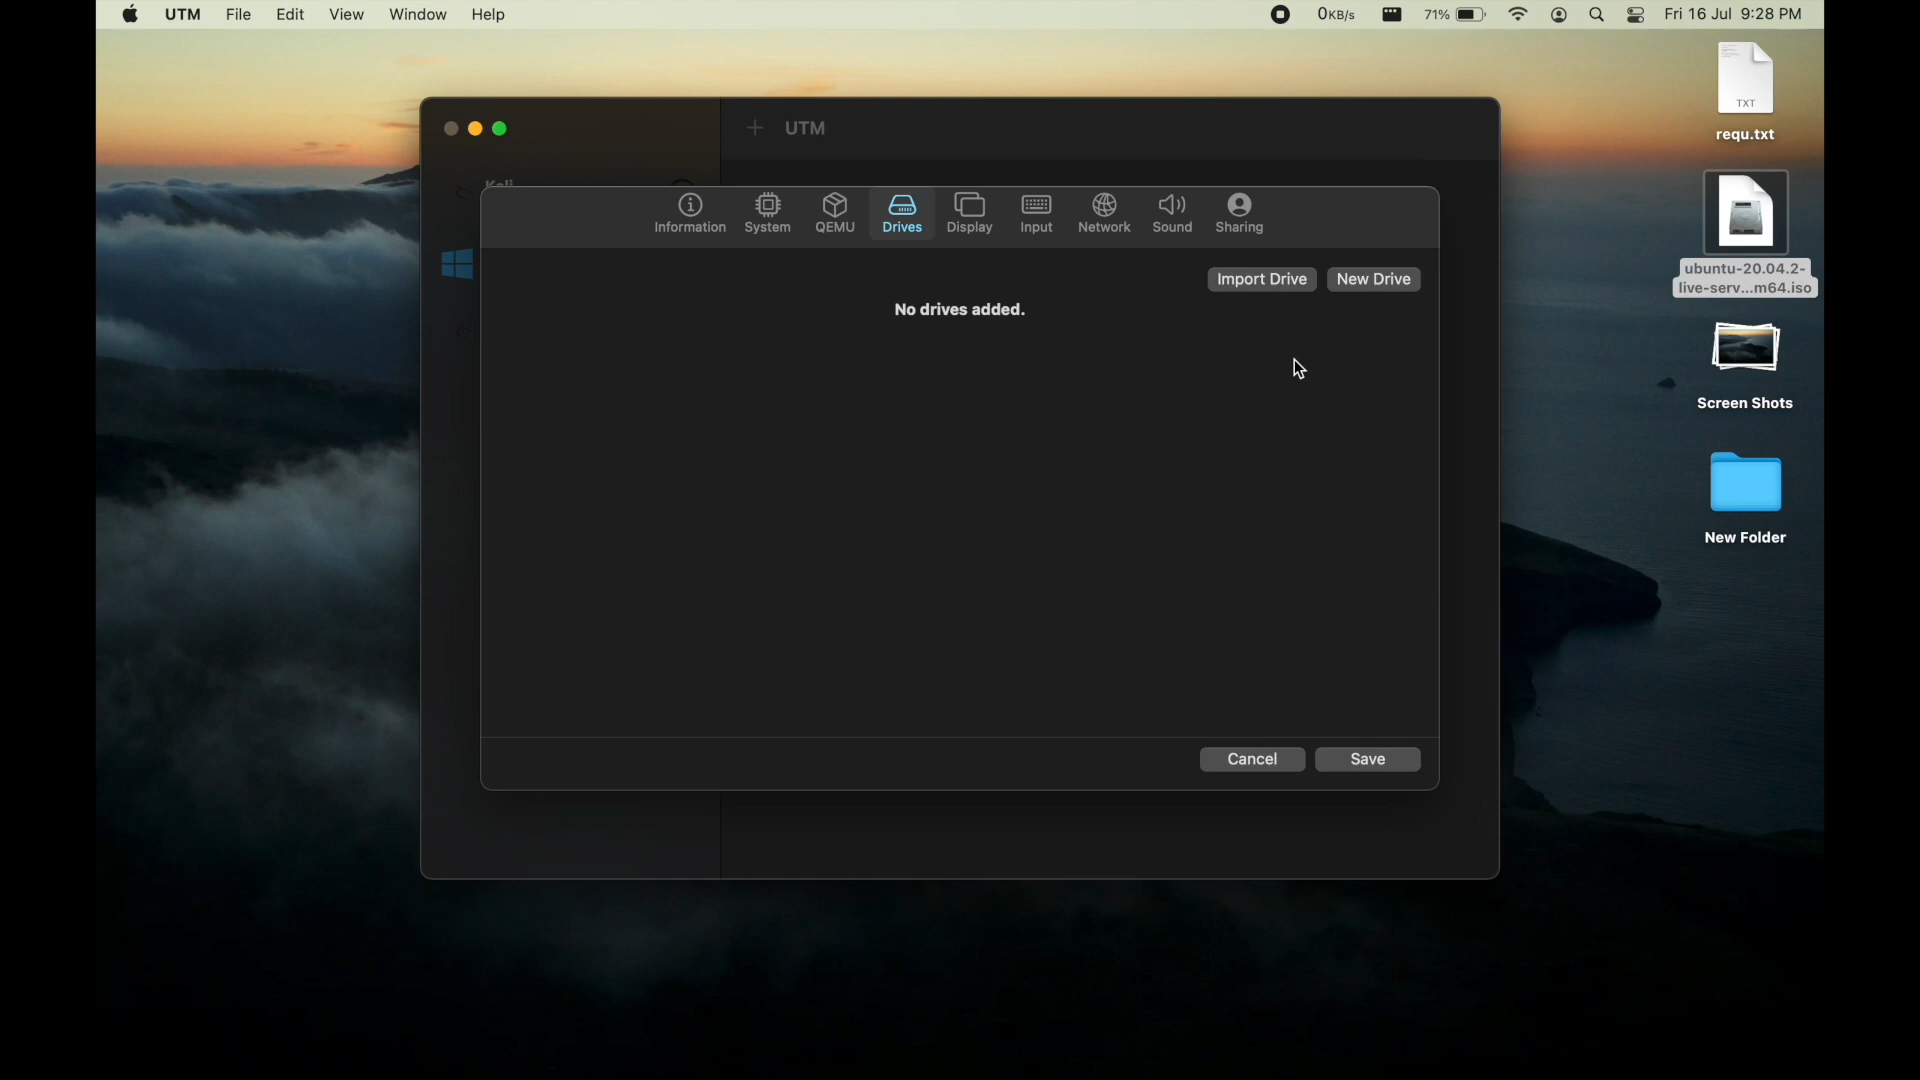 UTM File Edit View Window Help 0KB/s 71% Fri 16 Jul 9:28 PM
TXT
requ.txt
UTM
Information System QEMU Drives Display Input Network Sound Sharing
Import Drive New Drive
ubuntu-20.04.2-
live-serv...m64.iso
No drives added.
Screen Shots
New Folder
Cancel Save